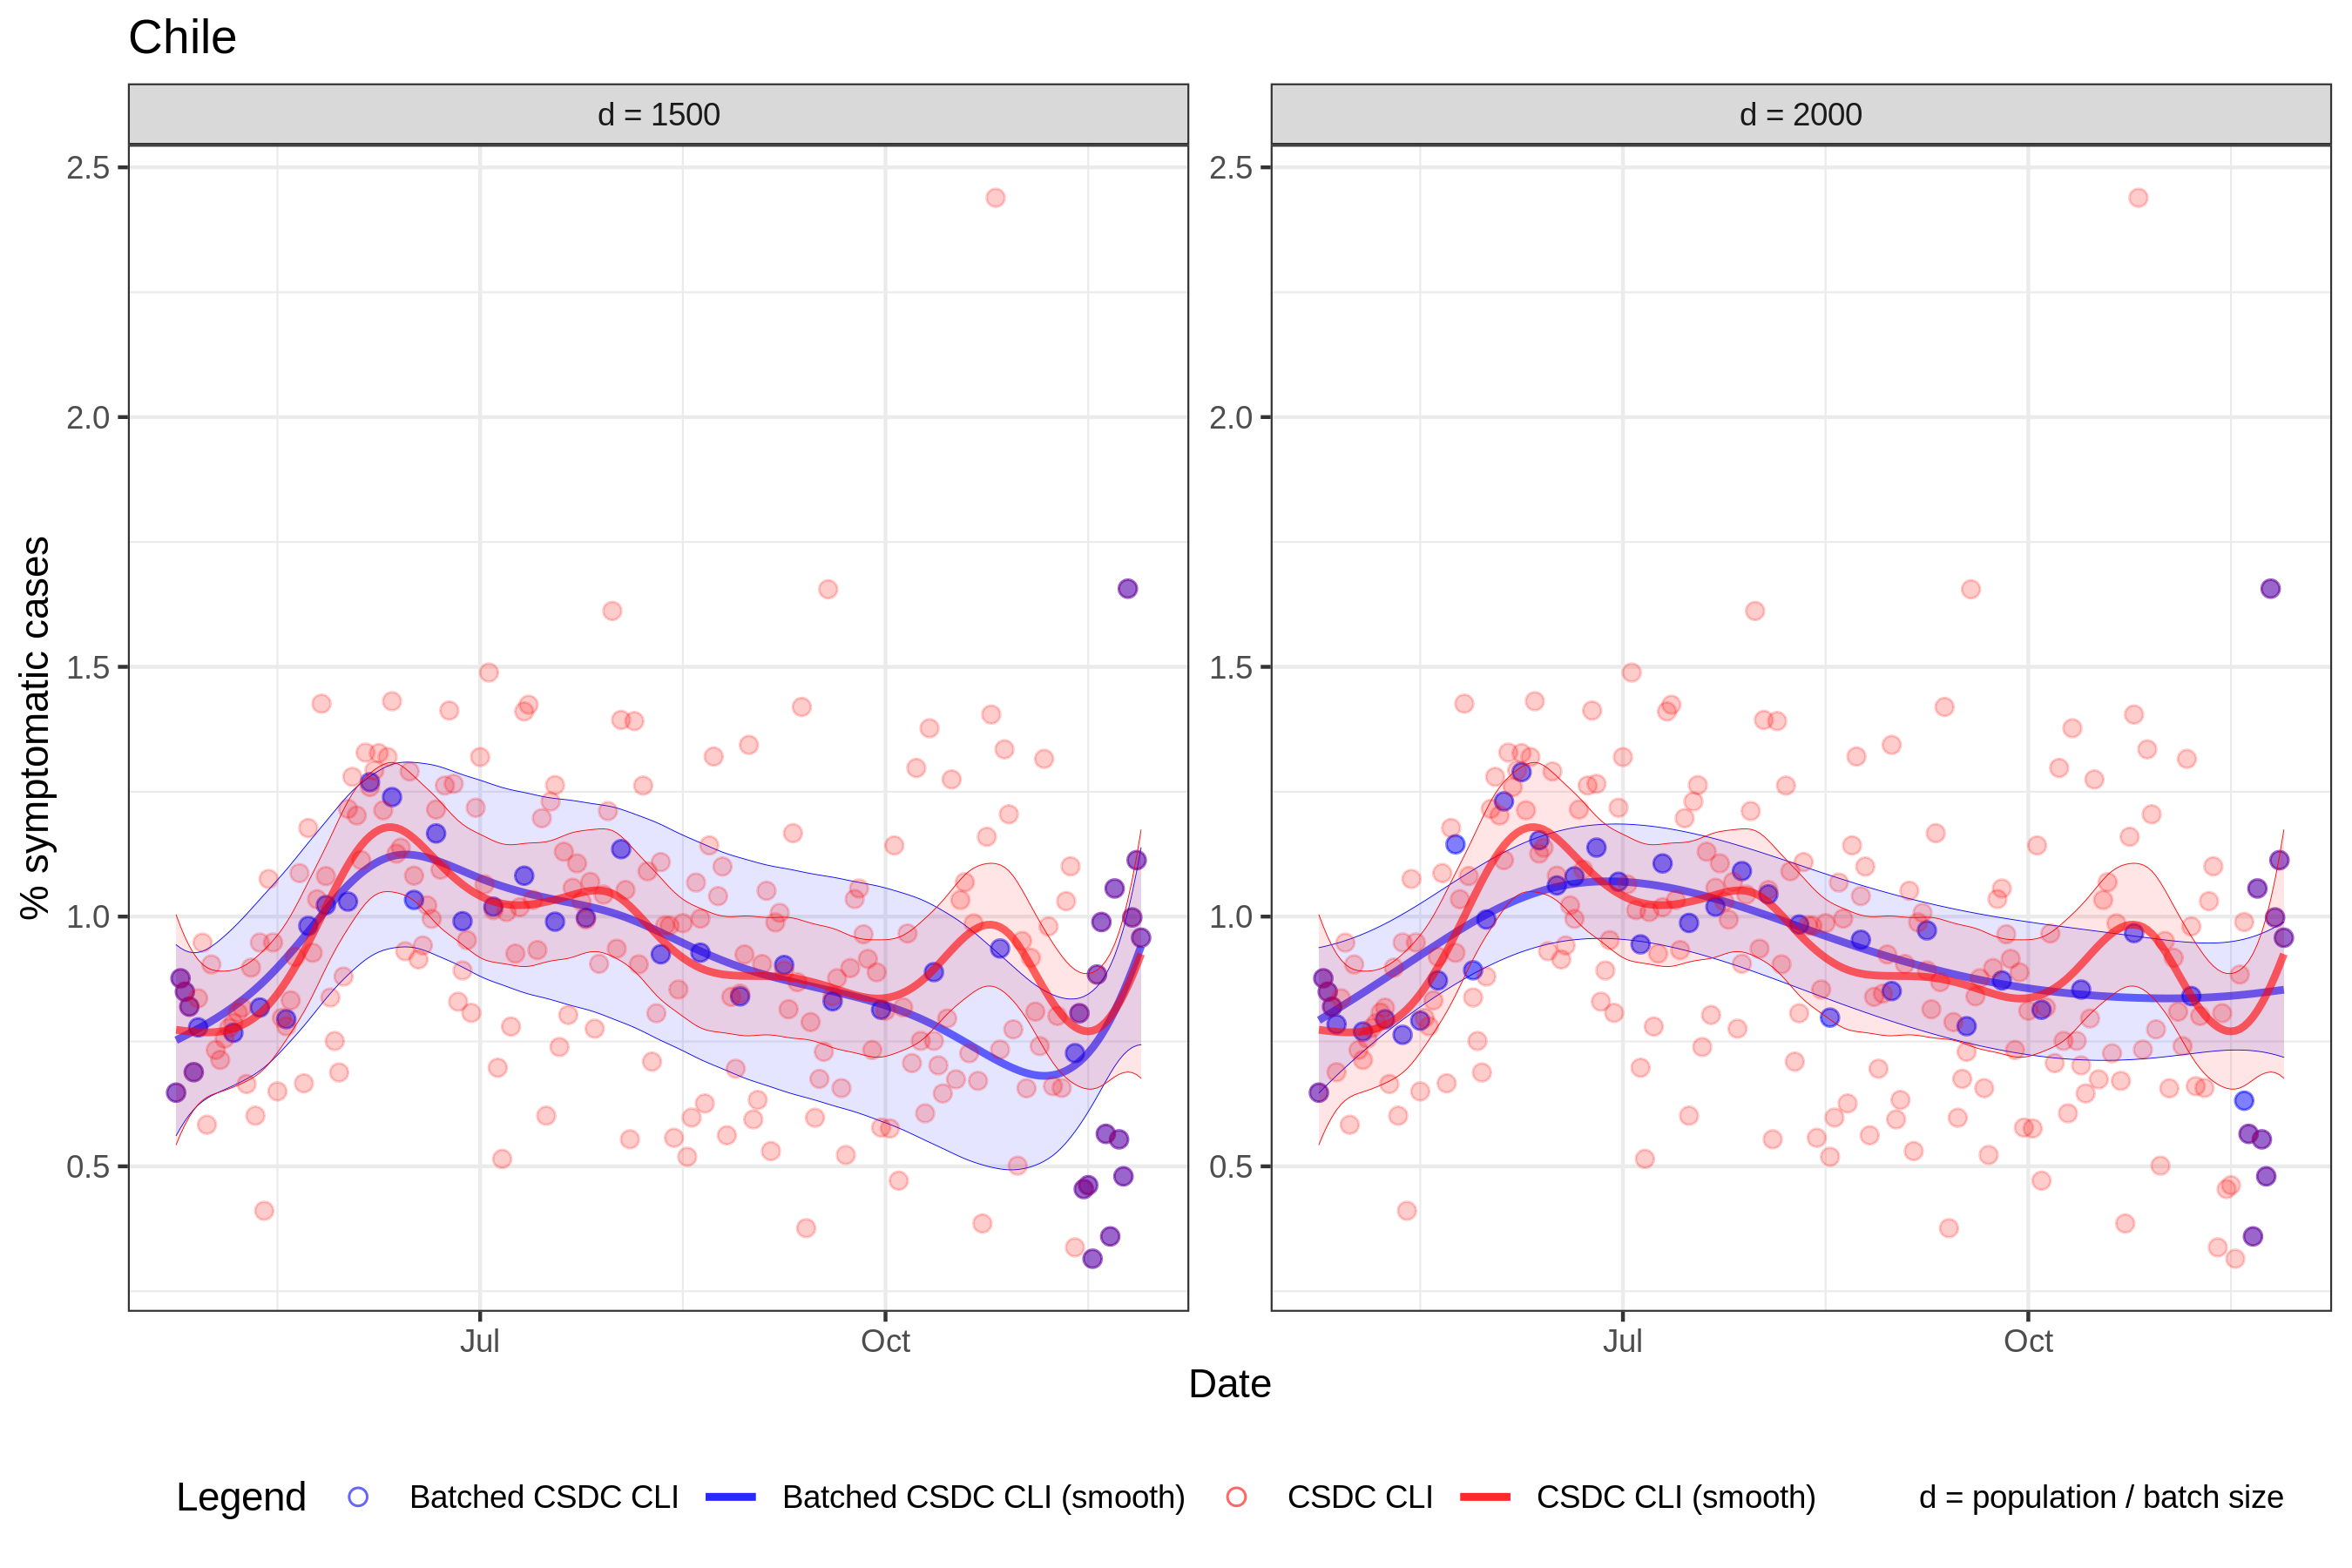 Chile
d = 1500
d = 2000
% symptomatic cases
2.5
2.0
1.5
1.0
0.5
2.5
2.0
1.5
1.0
0.5
Jul
Oct
Jul
Oct
Date
Legend
Batched CSDC CLI
Batched CSDC CLI (smooth)
CSDC CLI
CSDC CLI (smooth)
d = population / batch size